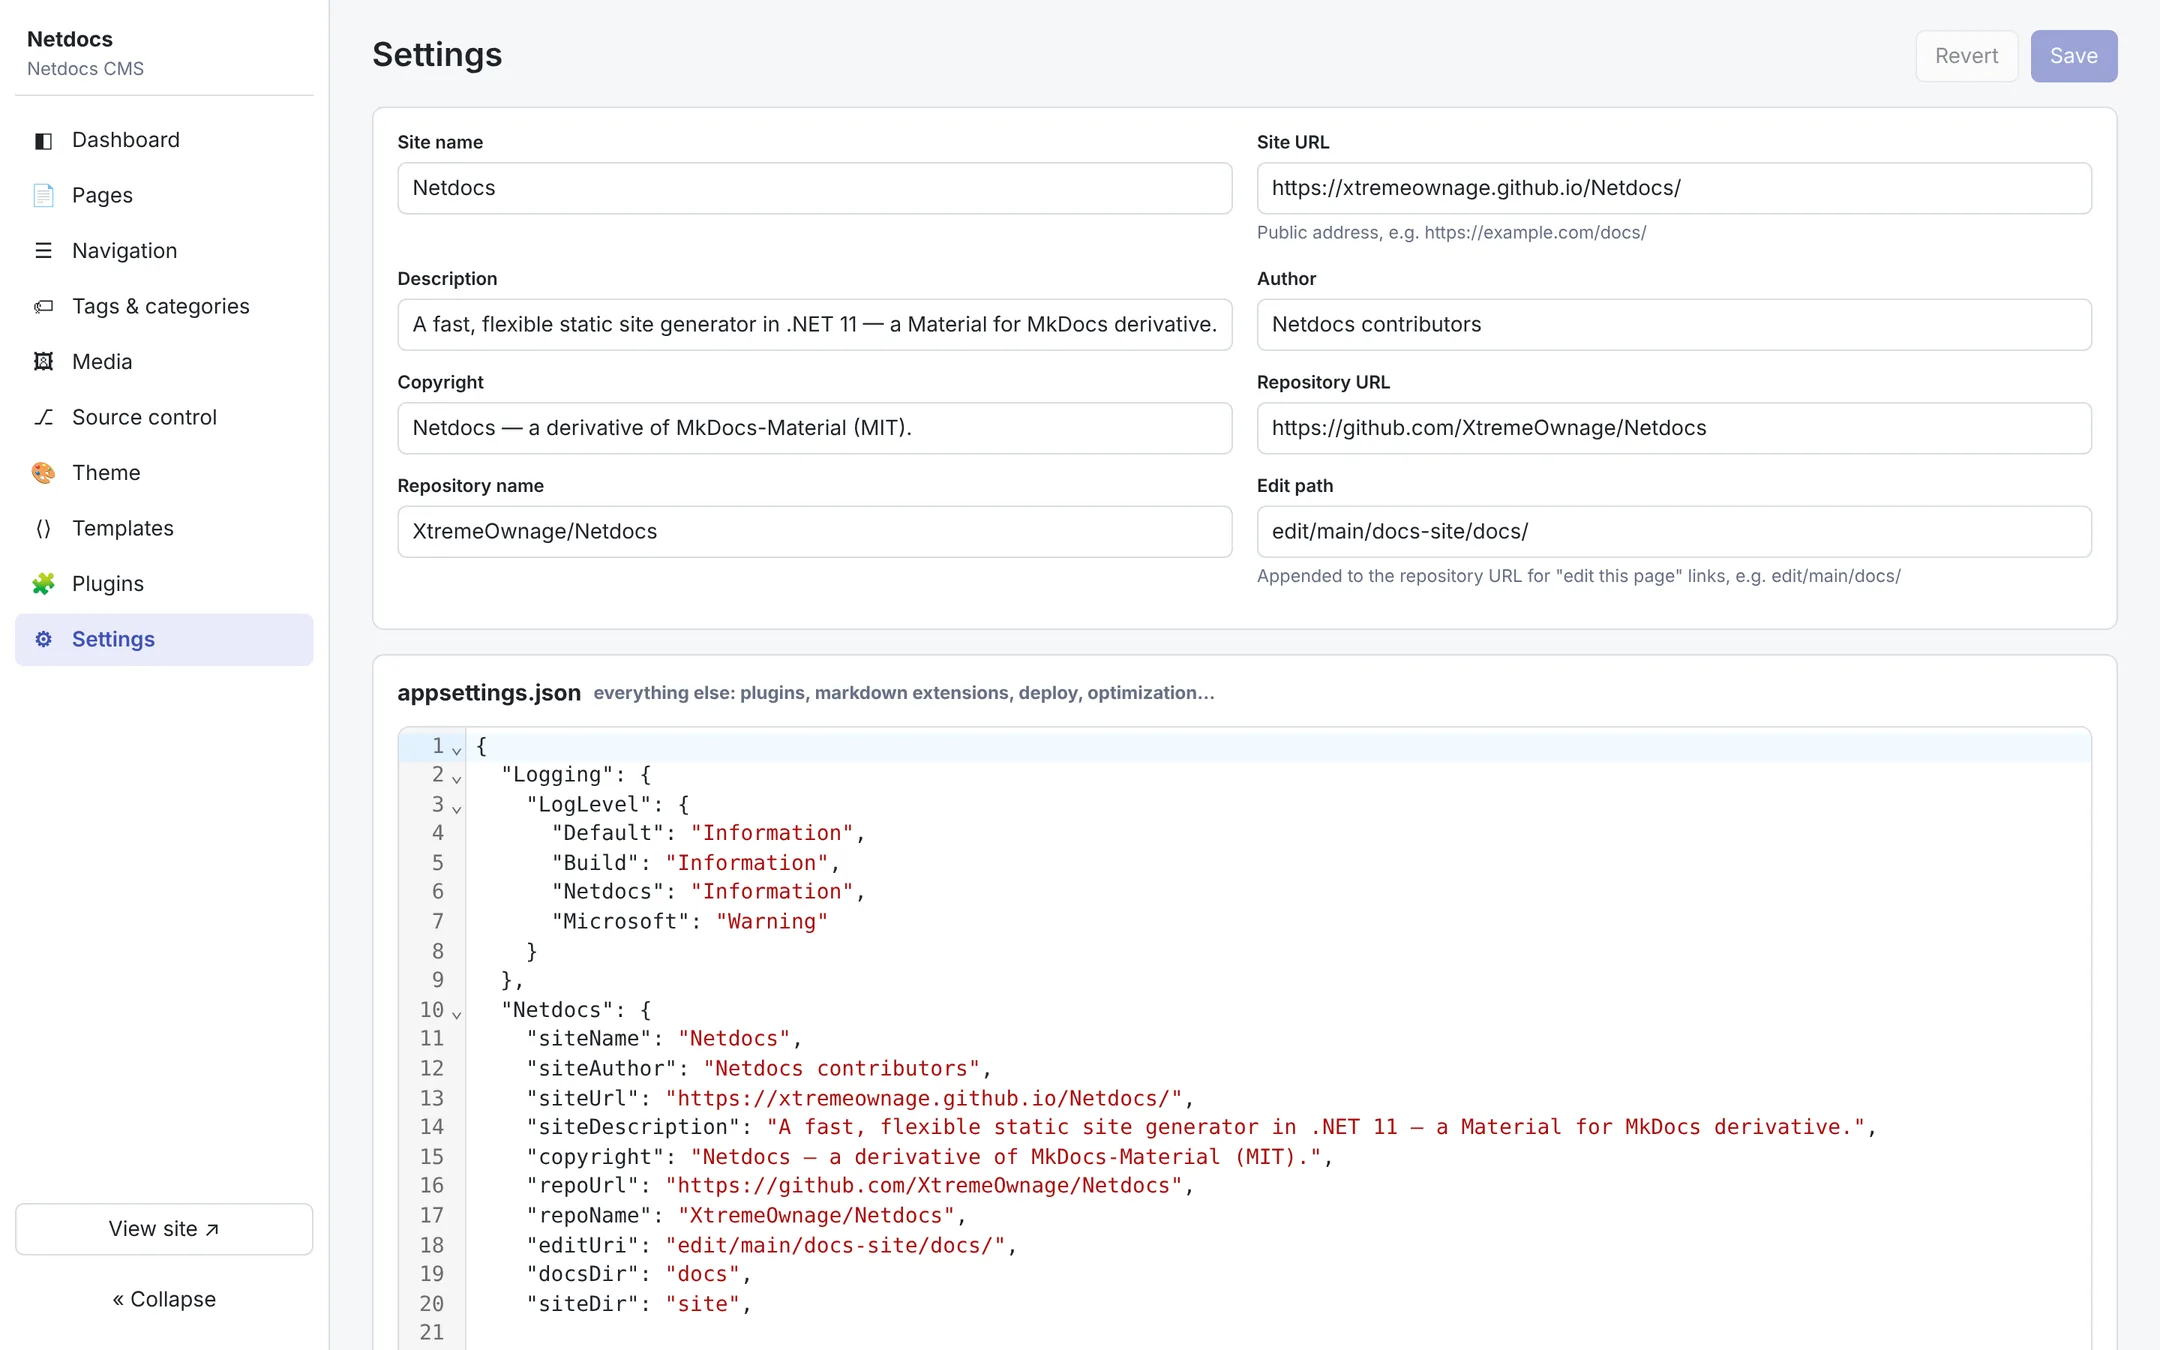 Netdocs
Netdocs CMS
Dashboard
Pages
Navigation
Tags & categories
Media
Source control
Theme
Templates
Plugins
Settings
View site ↗
« Collapse
Settings
Revert
Save
Site name
Netdocs
Site URL
https://xtremeownage.github.io/Netdocs/
Public address, e.g. https://example.com/docs/
Description
A fast, flexible static site generator in .NET 11 — a Material for MkDocs derivative.
Author
Netdocs contributors
Copyright
Netdocs — a derivative of MkDocs-Material (MIT).
Repository URL
https://github.com/XtremeOwnage/Netdocs
Repository name
XtremeOwnage/Netdocs
Edit path
edit/main/docs-site/docs/
Appended to the repository URL for "edit this page" links, e.g. edit/main/docs/
appsettings.json everything else: plugins, markdown extensions, deploy, optimization…
1 {
2   "Logging": {
3     "LogLevel": {
4       "Default": "Information",
5       "Build": "Information",
6       "Netdocs": "Information",
7       "Microsoft": "Warning"
8     }
9   },
10   "Netdocs": {
11     "siteName": "Netdocs",
12     "siteAuthor": "Netdocs contributors",
13     "siteUrl": "https://xtremeownage.github.io/Netdocs/",
14     "siteDescription": "A fast, flexible static site generator in .NET 11 — a Material for MkDocs derivative.",
15     "copyright": "Netdocs — a derivative of MkDocs-Material (MIT).",
16     "repoUrl": "https://github.com/XtremeOwnage/Netdocs",
17     "repoName": "XtremeOwnage/Netdocs",
18     "editUri": "edit/main/docs-site/docs/",
19     "docsDir": "docs",
20     "siteDir": "site",
21